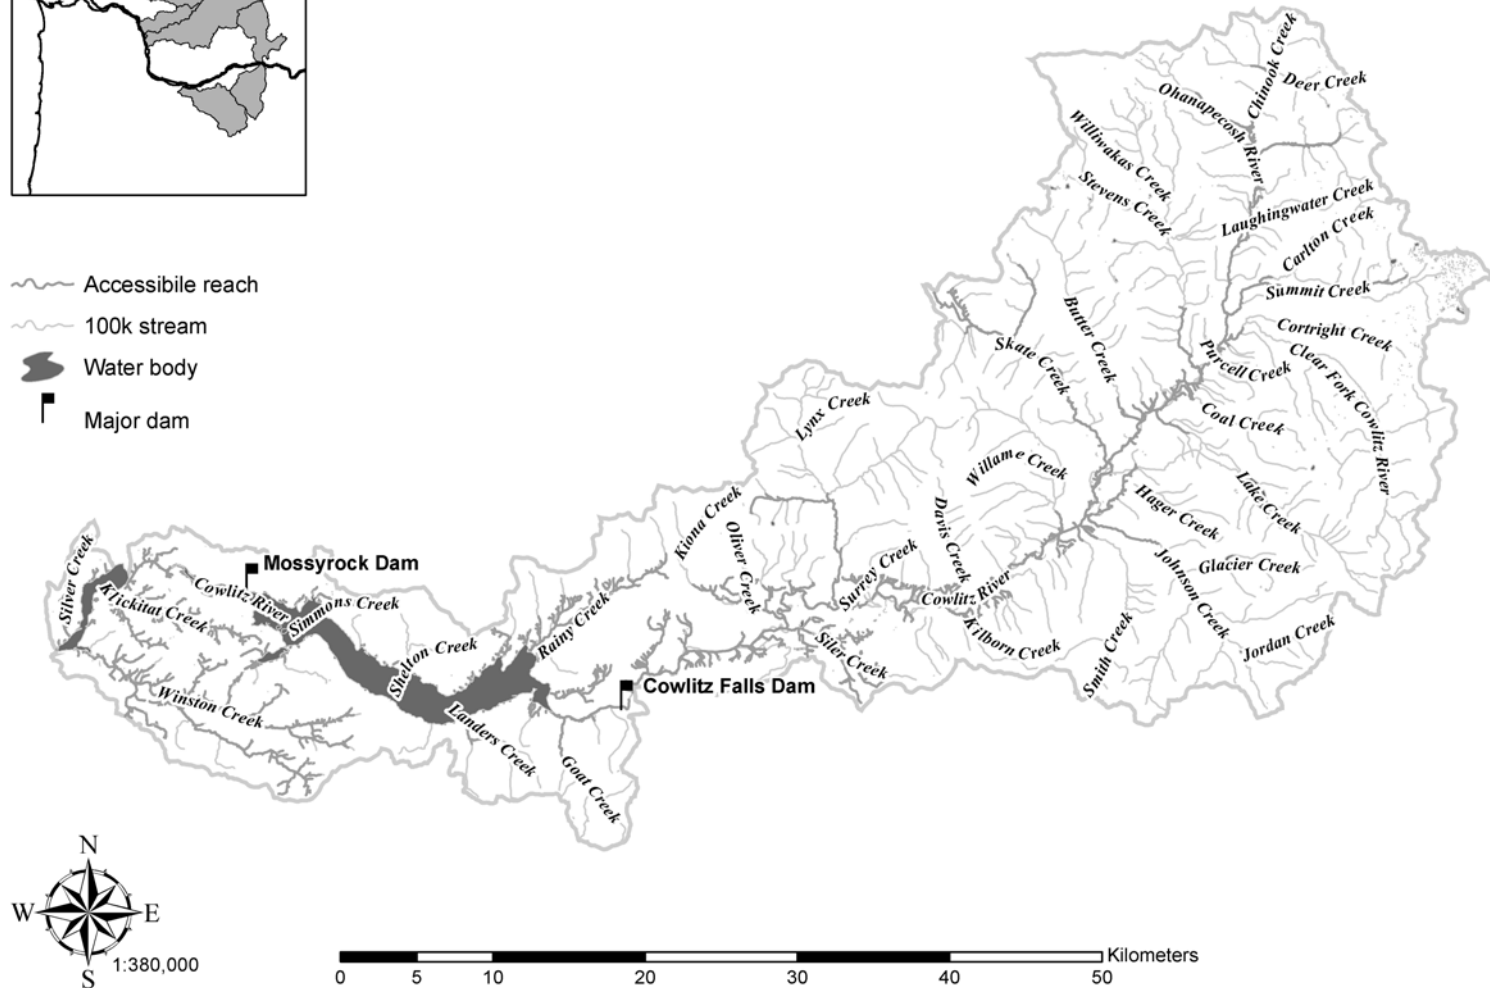 Chinook Creek
Deer Creek
Ohanapecosh River
Williwakas Creek
Stevens Creek
Laughingwater Creek
Carlton Creek
Summit Creek
Accessibile reach
100k stream
Water body
Major dam
Butter Creek
Skate Creek
Cortright Creek
Purcell Creek
Clear Fork Cowlitz River
Coal Creek
Lynx Creek
Willame Creek
Lake Creek
Hager Creek
Kiona Creek
Oliver Creek
Davis Creek
Surrey Creek
Johnson Creek
Glacier Creek
Silver Creek
Mossyrock Dam
Klickitat Creek
Cowlitz River
Simmons Creek
Rainy Creek
Cowlitz River
Kilborn Creek
Smith Creek
Jordan Creek
Shelton Creek
Siler Creek
Winston Creek
Cowlitz Falls Dam
Landers Creek
Goat Creek
N
W E
S
1:380,000
Kilometers
0 5 10 20 30 40 50